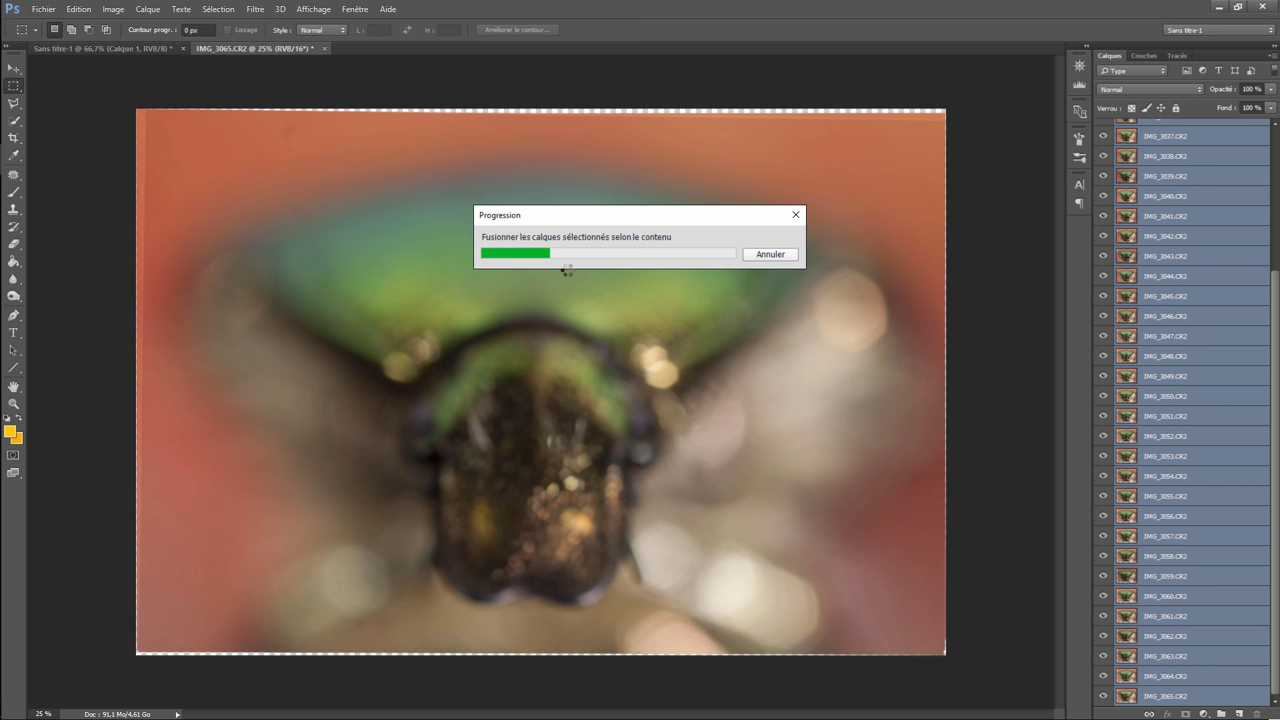 Ps Fichier Edition Image Calque Texte Sélection Filtre 3D Affichage Fenêtre Aide
Contour progr. : 0 px Lissage Style : Normal L : H : Améliorer le contour... Sans titre-1
Sans titre-1 @ 66,7% (Calque 1, RVB/8) * × IMG_3065.CR2 @ 25% (RVB/16*) * ×
Calques Couches Tracés
Type
Normal Opacité : 100 %
Verrou : Fond : 100 %
IMG_3037.CR2
IMG_3038.CR2
IMG_3039.CR2
IMG_3040.CR2
IMG_3041.CR2
IMG_3042.CR2
IMG_3043.CR2
IMG_3044.CR2
IMG_3045.CR2
IMG_3046.CR2
IMG_3047.CR2
IMG_3048.CR2
IMG_3049.CR2
IMG_3050.CR2
IMG_3051.CR2
IMG_3052.CR2
IMG_3053.CR2
IMG_3054.CR2
IMG_3055.CR2
IMG_3056.CR2
IMG_3057.CR2
IMG_3058.CR2
IMG_3059.CR2
IMG_3060.CR2
IMG_3061.CR2
IMG_3062.CR2
IMG_3063.CR2
IMG_3064.CR2
IMG_3065.CR2
Progression
Fusionner les calques sélectionnés selon le contenu
Annuler
25 % Doc : 91,1 Mo/4,61 Go